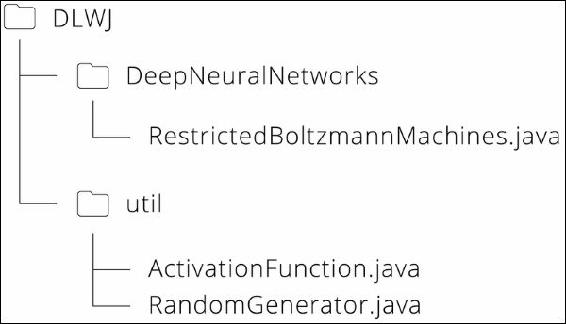 DLWJ
DeepNeuralNetworks
RestrictedBoltzmannMachines.java
util
ActivationFunction.java
RandomGenerator.java